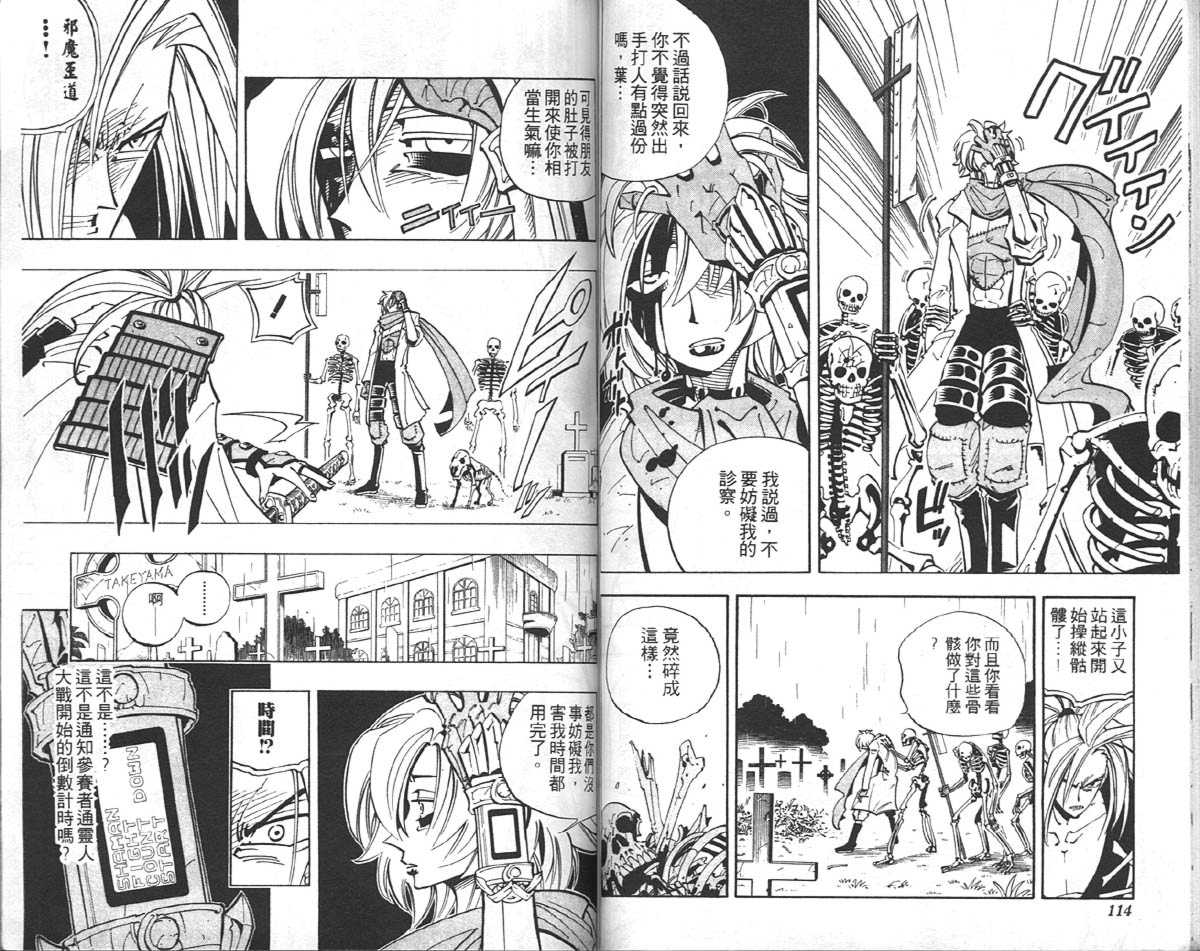 グイイイン
不過話說回來，
你不覺得突然出
手打人有點過份
嗎，葉…
我說過，不
要妨礙我的
診察。
這小子又
站起來開
始操縱骷
髏了…！
而且你看看
你對這些骨
骸做了什麼
？
竟然碎成
這樣…
114
可見得朋友
的肚子被打
開來使你相
當生氣嘛…
邪魔歪道
…！
！
TAKEYAMA
……
啊
都是你們沒
事妨礙我，
害我時間都
用完了。
時間!?
這不是…？
這不是通知參賽者通靈人
大戰開始的倒數計時嗎？
SHAMAN
FIGHT
COUNT DOWN
START